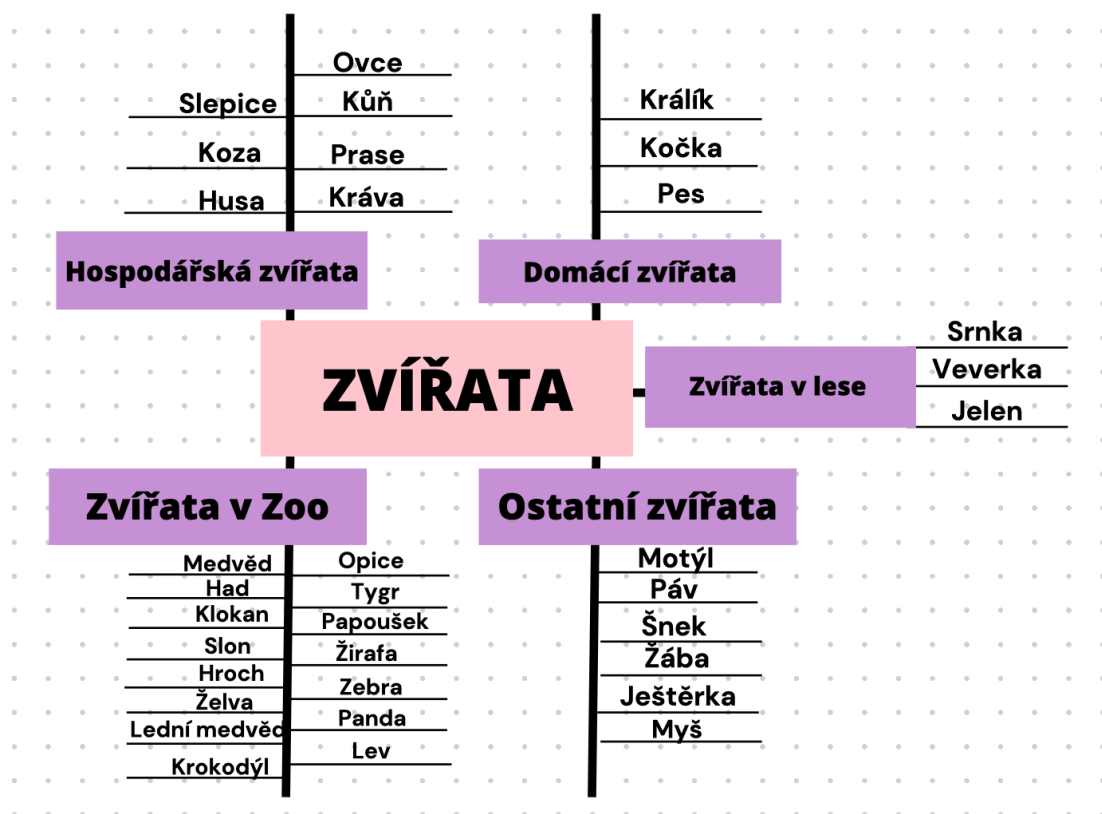 Ovce
Slepice
Kůň
Koza
Prase
Husa
Kráva
Hospodářská zvířata
Králík
Kočka
Pes
Domácí zvířata
ZVÍŘATA
Zvířata v lese
Srnka
Veverka
Jelen
Zvířata v Zoo
Medvěd
Had
Klokan
Slon
Hroch
Želva
Lední medvěd
Krokodýl
Opice
Tygr
Papoušek
Žirafa
Zebra
Panda
Lev
Ostatní zvířata
Motýl
Páv
Šnek
Žába
Ještěrka
Myš